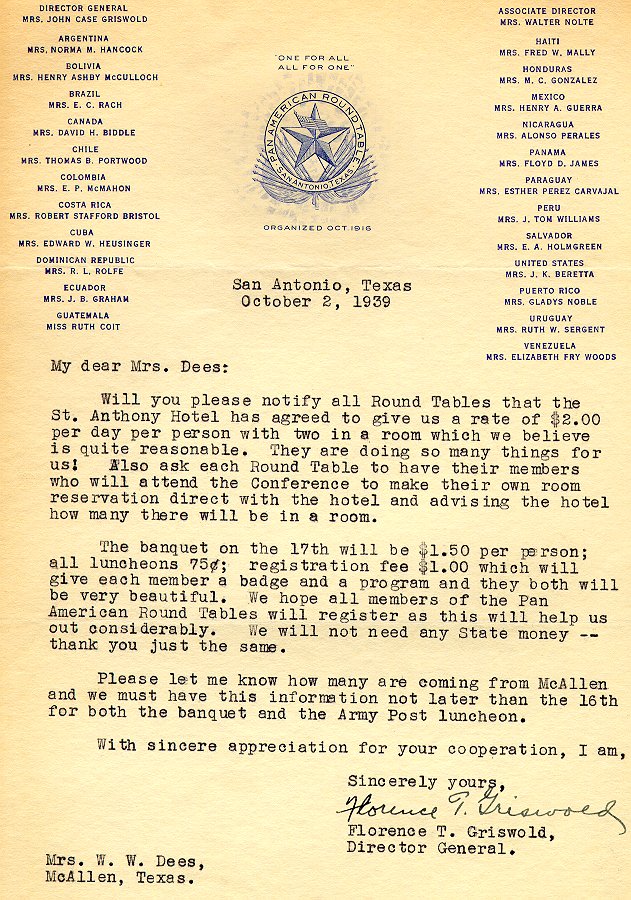 DIRECTOR GENERAL
MRS. JOHN CASE GRISWOLD
ARGENTINA
MRS. NORMA M. HANCOCK
BOLIVIA
MRS. HENRY ASHBY McCULLOCH
BRAZIL
MRS. E. C. RACH
CANADA
MRS. DAVID H. BIDDLE
CHILE
MRS. THOMAS B. PORTWOOD
COLOMBIA
MRS. E. P. McMAHON
COSTA RICA
MRS. ROBERT STAFFORD BRISTOL
CUBA
MRS. EDWARD W. HEUSINGER
DOMINICAN REPUBLIC
MRS. R. L. ROLFE
ECUADOR
MRS. J. B. GRAHAM
GUATEMALA
MISS RUTH COIT
"ONE FOR ALL
ALL FOR ONE"
PAN AMERICAN ROUND TABLE
SAN ANTONIO, TEXAS
ORGANIZED OCT. 1916
ASSOCIATE DIRECTOR
MRS. WALTER NOLTE
HAITI
MRS. FRED W. MALLY
HONDURAS
MRS. M. C. GONZALEZ
MEXICO
MRS. HENRY A. GUERRA
NICARAGUA
MRS. ALONSO PERALES
PANAMA
MRS. FLOYD D. JAMES
PARAGUAY
MRS. ESTHER PEREZ CARVAJAL
PERU
MRS. J. TOM WILLIAMS
SALVADOR
MRS. E. A. HOLMGREEN
UNITED STATES
MRS. J. K. BERETTA
PUERTO RICO
MRS. GLADYS NOBLE
URUGUAY
MRS. RUTH W. SERGENT
VENEZUELA
MRS. ELIZABETH FRY WOODS
San Antonio, Texas
October 2, 1939
My dear Mrs. Dees:
Will you please notify all Round Tables that the
St. Anthony Hotel has agreed to give us a rate of $2.00
per day per person with two in a room which we believe
is quite reasonable. They are doing so many things for
us! Also ask each Round Table to have their members
who will attend the Conference to make their own room
reservation direct with the hotel and advising the hotel
how many there will be in a room.
The banquet on the 17th will be $1.50 per person;
all luncheons 75¢; registration fee $1.00 which will
give each member a badge and a program and they both will
be very beautiful. We hope all members of the Pan
American Round Tables will register as this will help us
out considerably. We will not need any State money --
thank you just the same.
Please let me know how many are coming from McAllen
and we must have this information not later than the 16th
for both the banquet and the Army Post luncheon.
With sincere appreciation for your cooperation, I am,
Sincerely yours,
Florence T. Griswold
Florence T. Griswold,
Director General.
Mrs. W. W. Dees,
McAllen, Texas.